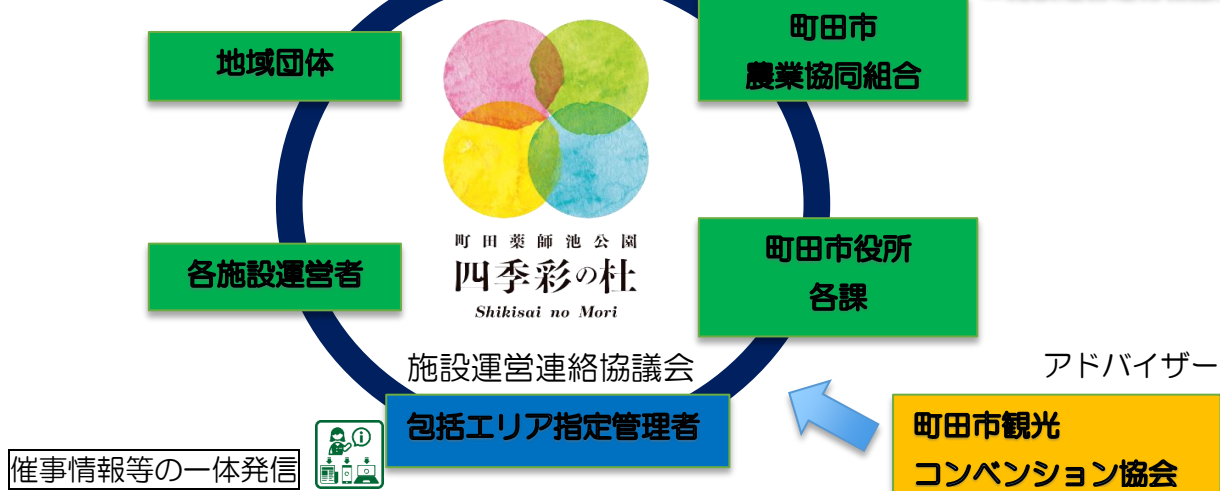 地域団体
町田市
農業協同組合
町田薬師池公園
四季彩の杜
Shikisai no Mori
各施設運営者
町田市役所
各課
施設運営連絡協議会
包括エリア指定管理者
催事情報等の一体発信
アドバイザー
町田市観光
コンベンション協会